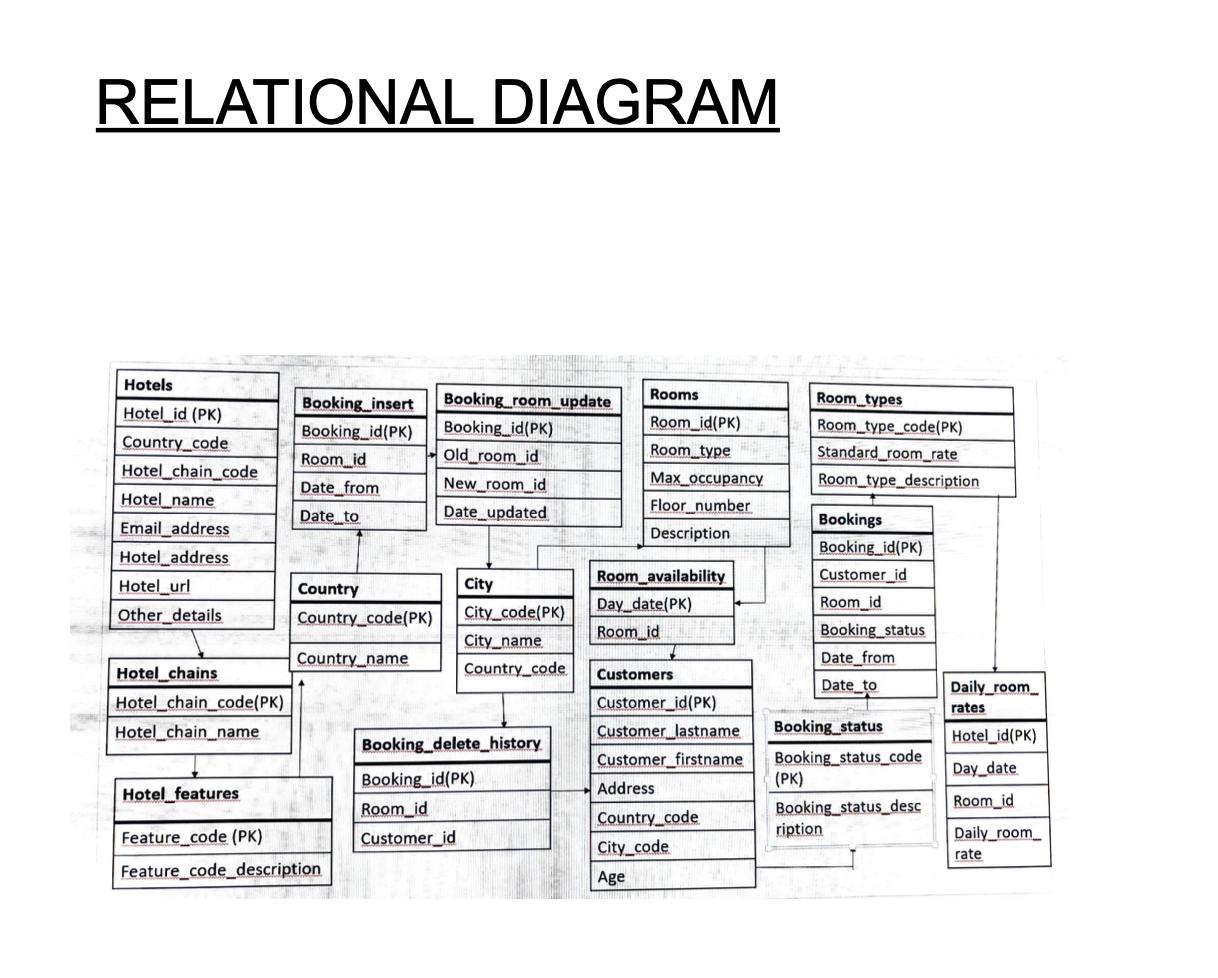 RELATIONAL DIAGRAM
Hotels
Hotel_id (PK)
Country_code
Hotel_chain_code
Hotel_name
Email_address
Hotel_address
Hotel_url
Other_details
Booking_insert
Booking_id(PK)
Room_id
Date_from
Date_to
Booking_room_update
Booking_id(PK)
Old_room_id
New_room_id
Date_updated
Rooms
Room_id(PK)
Room_type
Max_occupancy
Floor_number
Description
Room_types
Room_type_code(PK)
Standard_room_rate
Room_type_description
Country
Country_code(PK)
Country_name
City
City_code(PK)
City_name
Country_code
Room_availability
Day_date(PK)
Room_id
Bookings
Booking_id(PK)
Customer_id
Room_id
Booking_status
Date_from
Date_to
Hotel_chains
Hotel_chain_code(PK)
Hotel_chain_name
Hotel_features
Feature_code (PK)
Feature_code_description
Booking_delete_history
Booking_id(PK)
Room_id
Customer_id
Customers
Customer_id(PK)
Customer_lastname
Customer_firstname
Address
Country_code
City_code
Age
Booking_status
Booking_status_code
(PK)
Booking_status_desc
ription
Daily_room_
rates
Hotel_id(PK)
Day_date
Room_id
Daily_room_
rate